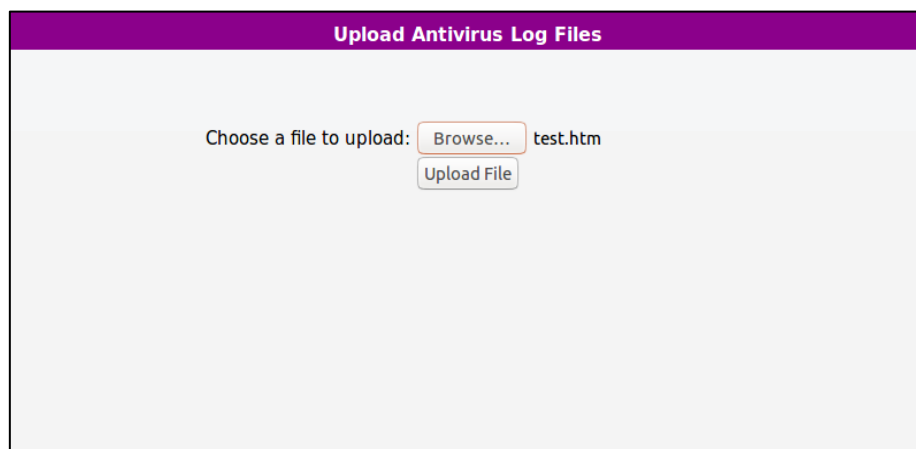 Upload Antivirus Log Files
Choose a file to upload: Browse... test.htm
Upload File